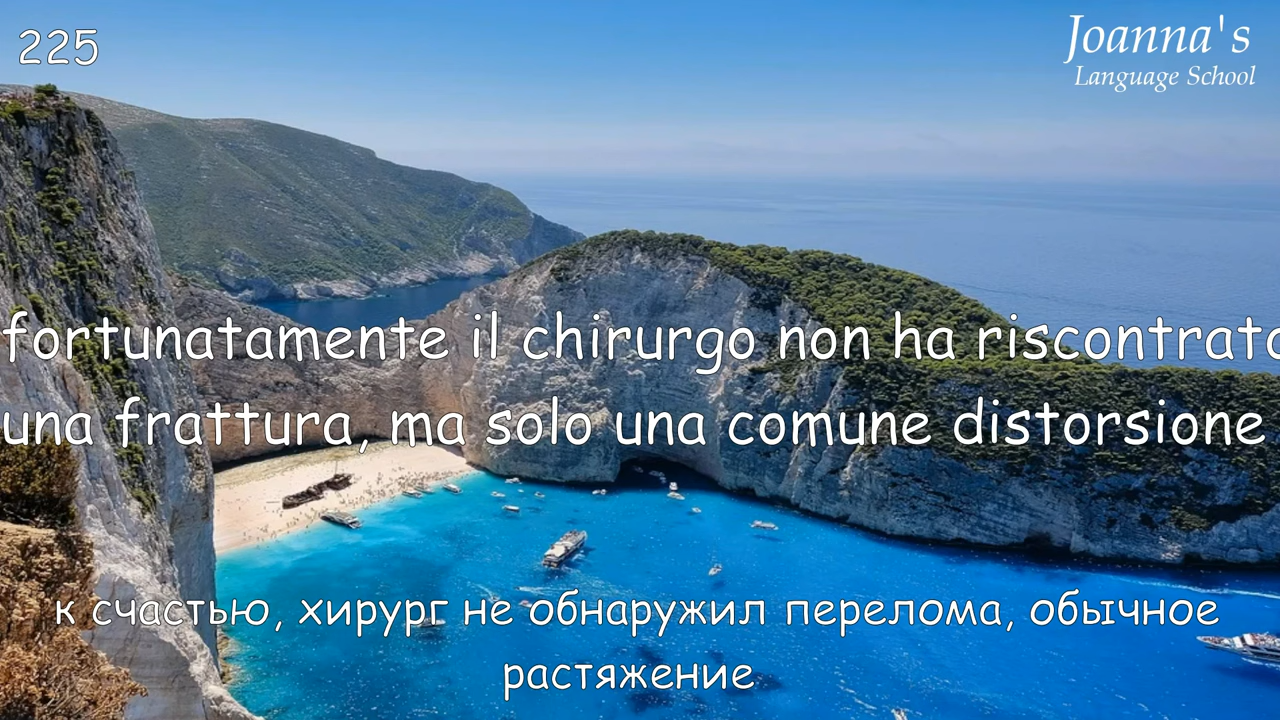 225
Joanna's
Language School
fortunatamente il chirurgo non ha riscontrato
una frattura, ma solo una comune distorsione
к счастью, хирург не обнаружил перелома, обычное
растяжение